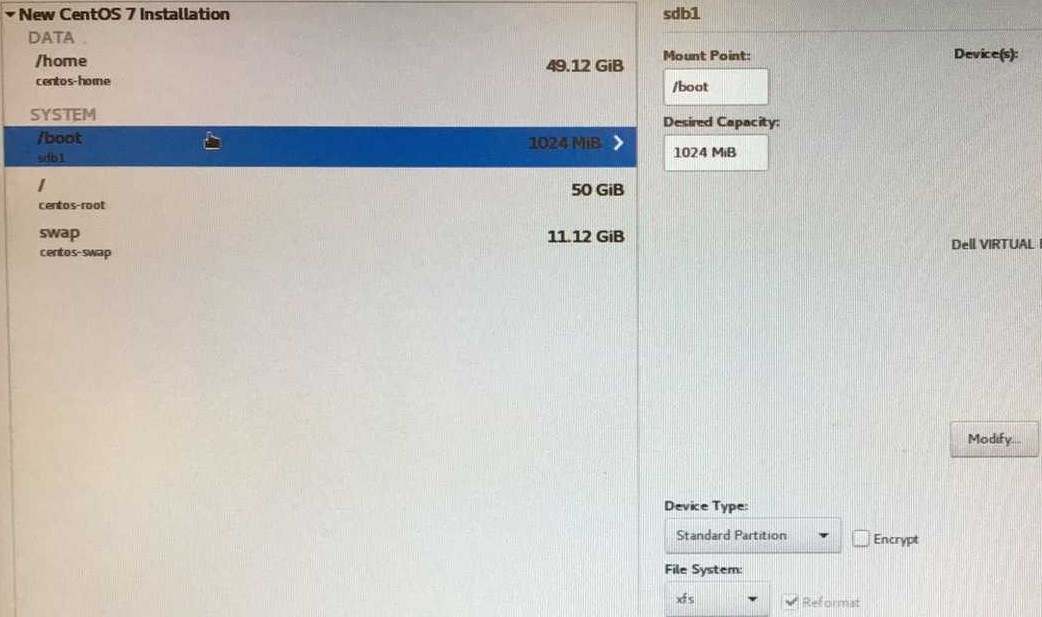 New CentOS 7 Installation
DATA
/home
49.12 GiB
centos-home
SYSTEM
/boot
1024 MiB
sdb1
/
50 GiB
centos-root
swap
11.12 GiB
centos-swap
sdb1
Mount Point:
Device(s):
/boot
Desired Capacity:
1024 MiB
Dell VIRTUAL
Modify...
Device Type:
Standard Partition
Encrypt
File System:
xfs
Reformat